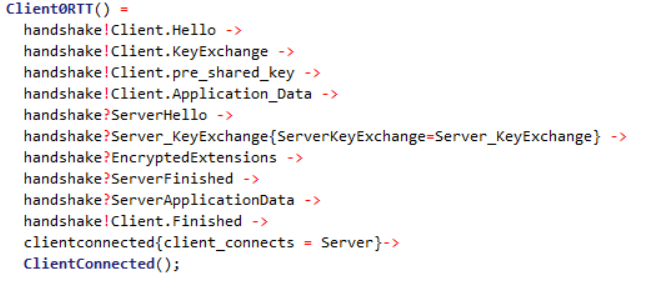 Client0RTT() =
handshake!Client.Hello ->
handshake!Client.KeyExchange ->
handshake!Client.pre_shared_key ->
handshake!Client.Application_Data ->
handshake?ServerHello ->
handshake?Server_KeyExchange{ServerKeyExchange=Server_KeyExchange} ->
handshake?EncryptedExtensions ->
handshake?ServerFinished ->
handshake?ServerApplicationData ->
handshake!Client.Finished ->
clientconnected{client_connects = Server}->
ClientConnected();